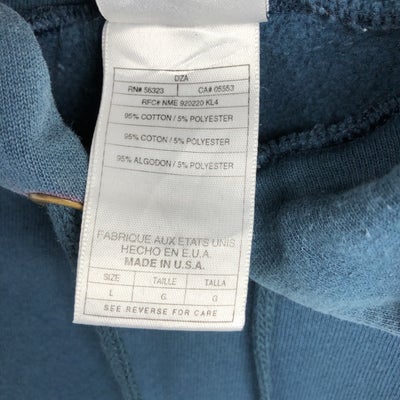 DZA
RN# 56323 CA# 05553
RFC# NME 920220 KL4
95% COTTON / 5% POLYESTER
95% COTON / 5% POLYESTER
95% ALGODON / 5% POLYESTER
FABRIQUE AUX ETATS UNIS
HECHO EN E.U.A.
MADE IN U.S.A.
SIZE TAILLE TALLA
L G G
SEE REVERSE FOR CARE